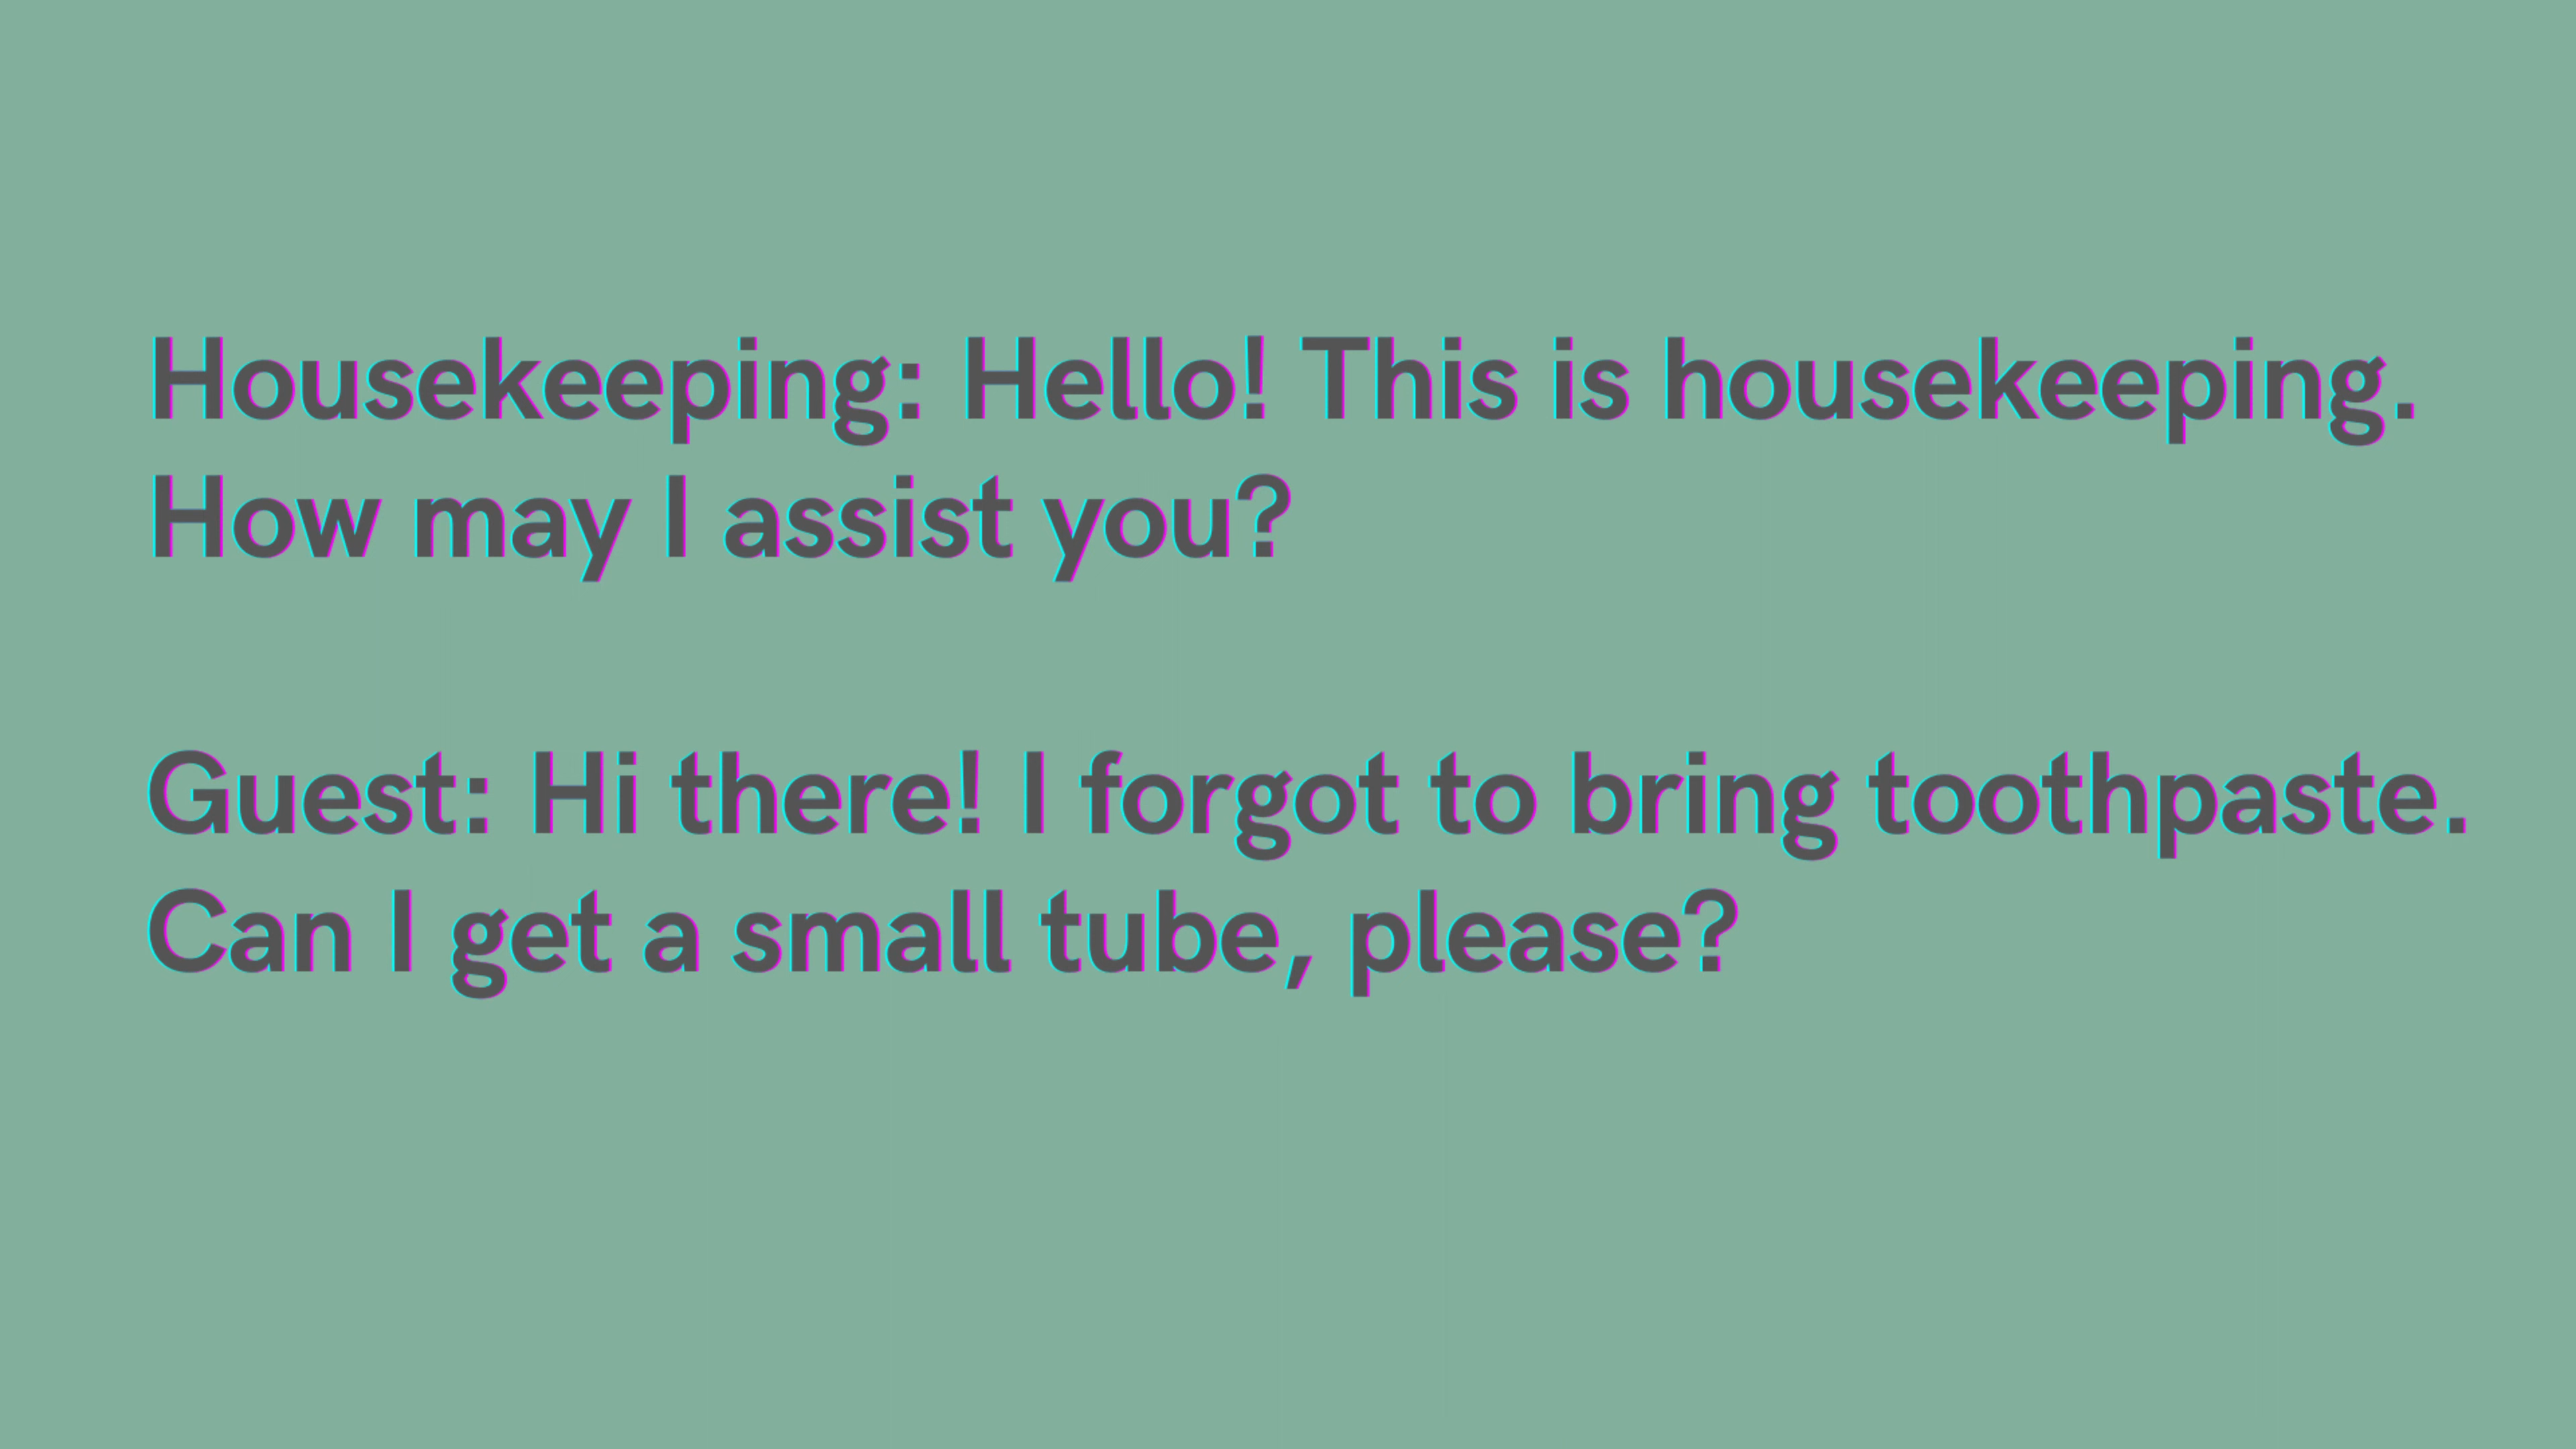 Housekeeping: Hello! This is housekeeping.
How may I assist you?
Guest: Hi there! I forgot to bring toothpaste.
Can I get a small tube, please?